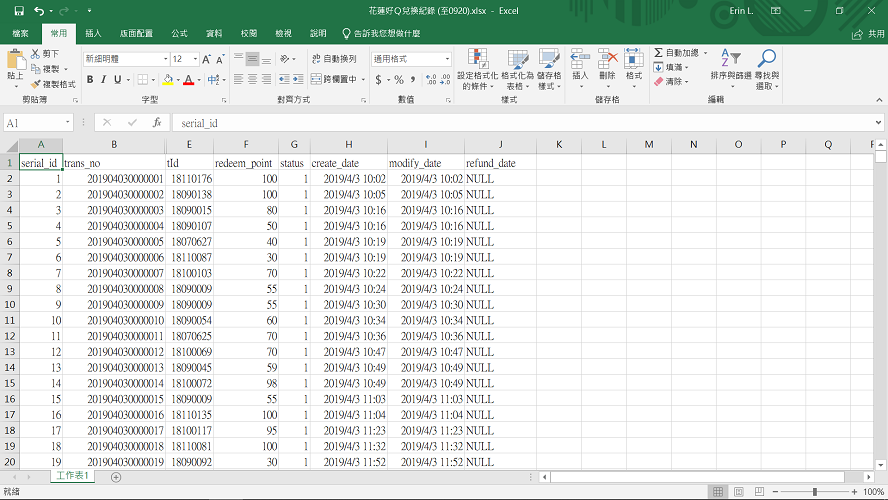 花蓮好Q兌換紀錄 (至0920).xlsx - Excel
Erin L.
檔案 常用 插入 版面配置 公式 資料 校閱 檢視 說明 告訴我您想做什麼 共用
貼上
剪下
複製
複製格式
剪貼簿
新細明體 12
B I U
中
字型
自動換列
跨欄置中
對齊方式
通用格式
$ % ,
數值
設定格式化的條件
格式化為表格
儲存格樣式
樣式
插入 刪除 格式
儲存格
自動加總
填滿
清除
排序與篩選
尋找與選取
編輯
A1 fx serial_id
A B E F G H I J K L M N O P Q
1 serial_id trans_no tId redeem_point status create_date modify_date refund_date
2 1 201904030000001 18110176 100 1 2019/4/3 10:02 2019/4/3 10:02 NULL
3 2 201904030000002 18090138 100 1 2019/4/3 10:05 2019/4/3 10:05 NULL
4 3 201904030000003 18090015 80 1 2019/4/3 10:16 2019/4/3 10:16 NULL
5 4 201904030000004 18090107 50 1 2019/4/3 10:16 2019/4/3 10:16 NULL
6 5 201904030000005 18070627 40 1 2019/4/3 10:19 2019/4/3 10:19 NULL
7 6 201904030000006 18110087 30 1 2019/4/3 10:19 2019/4/3 10:19 NULL
8 7 201904030000007 18100103 70 1 2019/4/3 10:22 2019/4/3 10:22 NULL
9 8 201904030000008 18090009 55 1 2019/4/3 10:24 2019/4/3 10:24 NULL
10 9 201904030000009 18090009 55 1 2019/4/3 10:30 2019/4/3 10:30 NULL
11 10 201904030000010 18090054 60 1 2019/4/3 10:34 2019/4/3 10:34 NULL
12 11 201904030000011 18070625 70 1 2019/4/3 10:36 2019/4/3 10:36 NULL
13 12 201904030000012 18100069 70 1 2019/4/3 10:47 2019/4/3 10:47 NULL
14 13 201904030000013 18090045 59 1 2019/4/3 10:49 2019/4/3 10:49 NULL
15 14 201904030000014 18100072 98 1 2019/4/3 10:49 2019/4/3 10:49 NULL
16 15 201904030000015 18090009 55 1 2019/4/3 11:03 2019/4/3 11:03 NULL
17 16 201904030000016 18110135 100 1 2019/4/3 11:04 2019/4/3 11:04 NULL
18 17 201904030000017 18100117 95 1 2019/4/3 11:23 2019/4/3 11:23 NULL
19 18 201904030000018 18110081 100 1 2019/4/3 11:32 2019/4/3 11:32 NULL
20 19 201904030000019 18090092 30 1 2019/4/3 11:52 2019/4/3 11:52 NULL
工作表1
就緒 100%